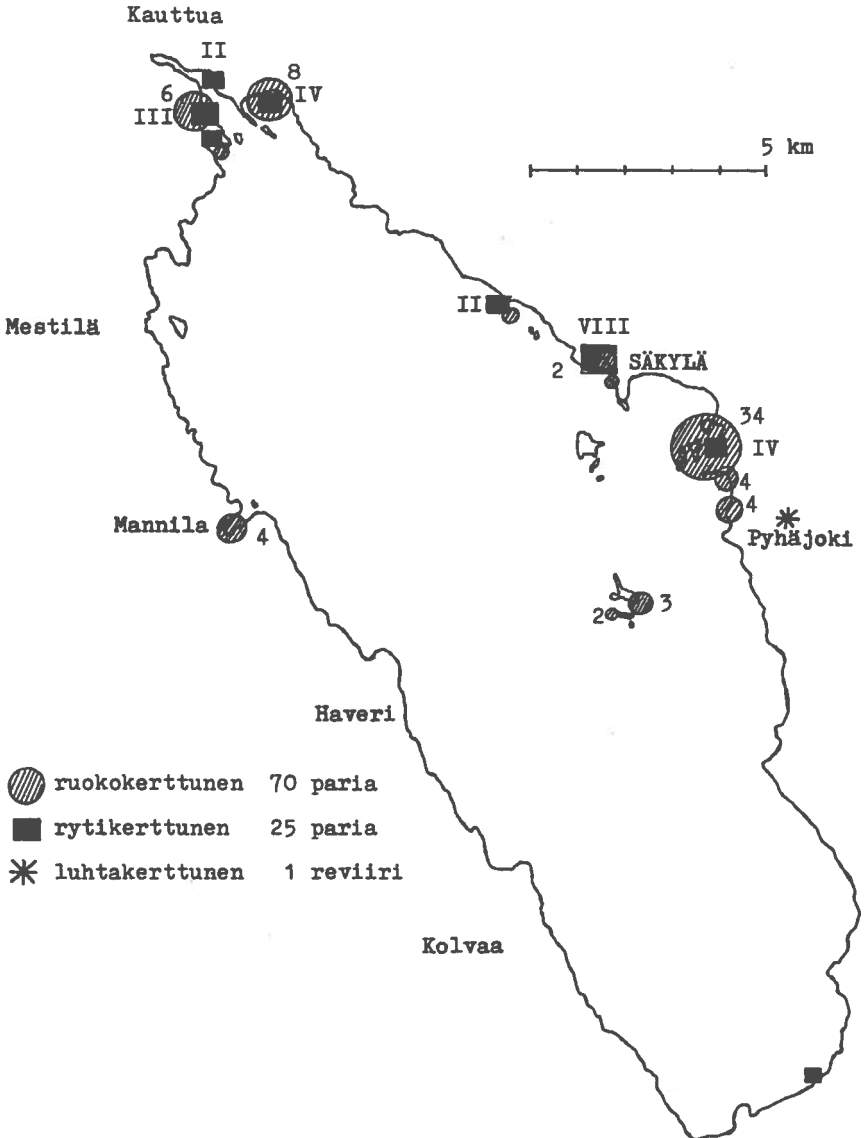 Kauttua
II
8
6
IV
III
5 km
II
Mestilä
VIII
2
SÄKYLÄ
34
IV
4
4
Mannila
4
Pyhäjoki
2
3
Haveri
ruokokerttunen 70 paria
rytikerttunen 25 paria
luhtakerttunen 1 reviiri
Kolvaa